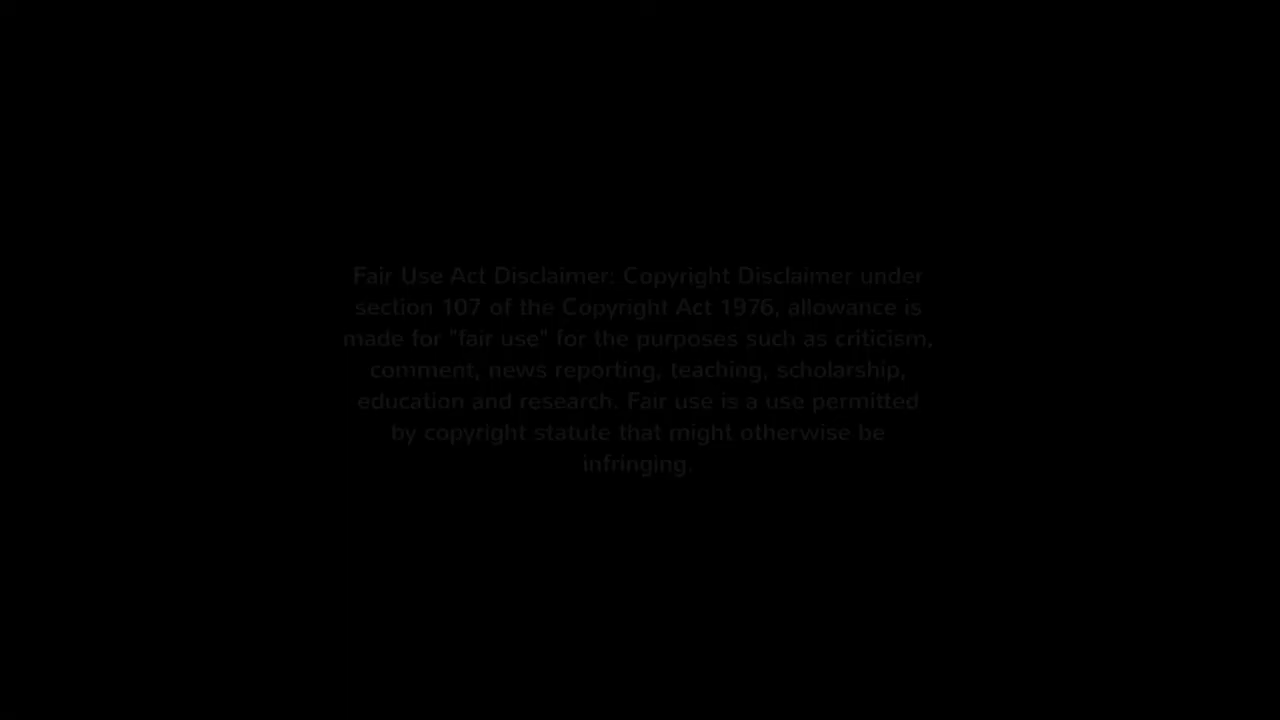 Fair Use Act Disclaimer: Copyright Disclaimer under
section 107 of the Copyright Act 1976, allowance is
made for "fair use" for the purposes such as criticism,
comment, news reporting, teaching, scholarship,
education and research. Fair use is a use permitted
by copyright statute that might otherwise be
infringing.